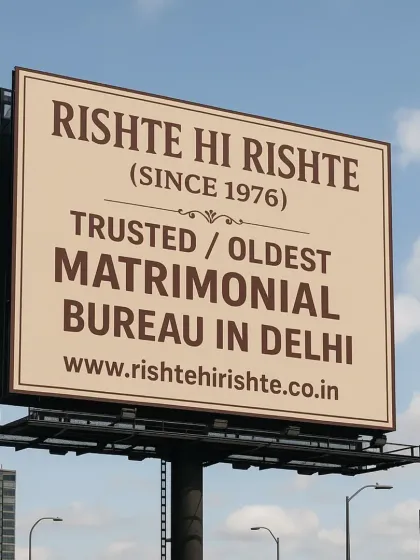 RISHTE HI RISHTE
(SINCE 1976)
TRUSTED / OLDEST
MATRIMONIAL
BUREAU IN DELHI
www.rishtehirishte.co.in